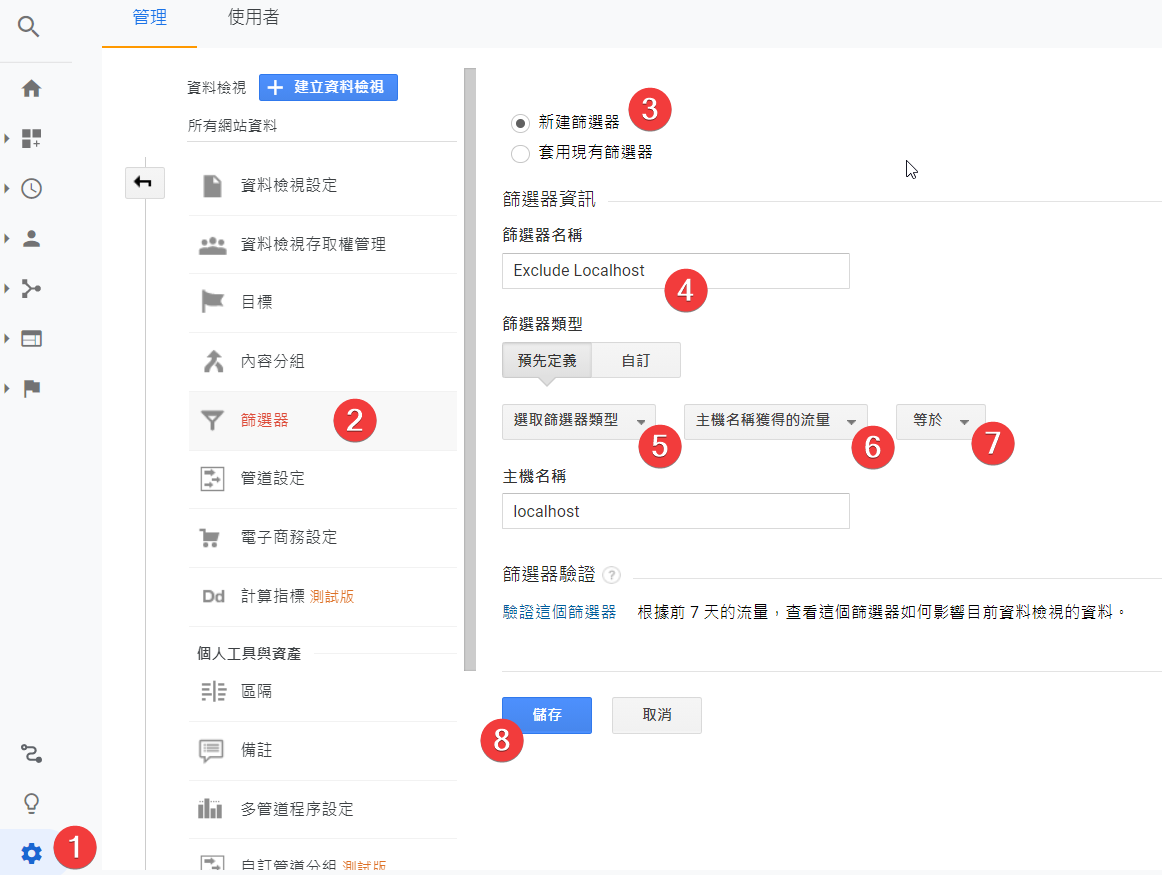 管理 使用者
資料檢視 + 建立資料檢視
所有網站資料
資料檢視設定
資料檢視存取權管理
目標
內容分組
篩選器 2
管道設定
電子商務設定
Dd 計算指標 測試版
個人工具與資產
區隔
備註
多管道程序設定
自訂管道分組 測試版
1
新建篩選器 3
套用現有篩選器
篩選器資訊
篩選器名稱
Exclude Localhost 4
篩選器類型
預先定義 自訂
選取篩選器類型 5 主機名稱獲得的流量 6 等於 7
主機名稱
localhost
篩選器驗證 ?
驗證這個篩選器 根據前 7 天的流量，查看這個篩選器如何影響目前資料檢視的資料。
儲存 取消
8